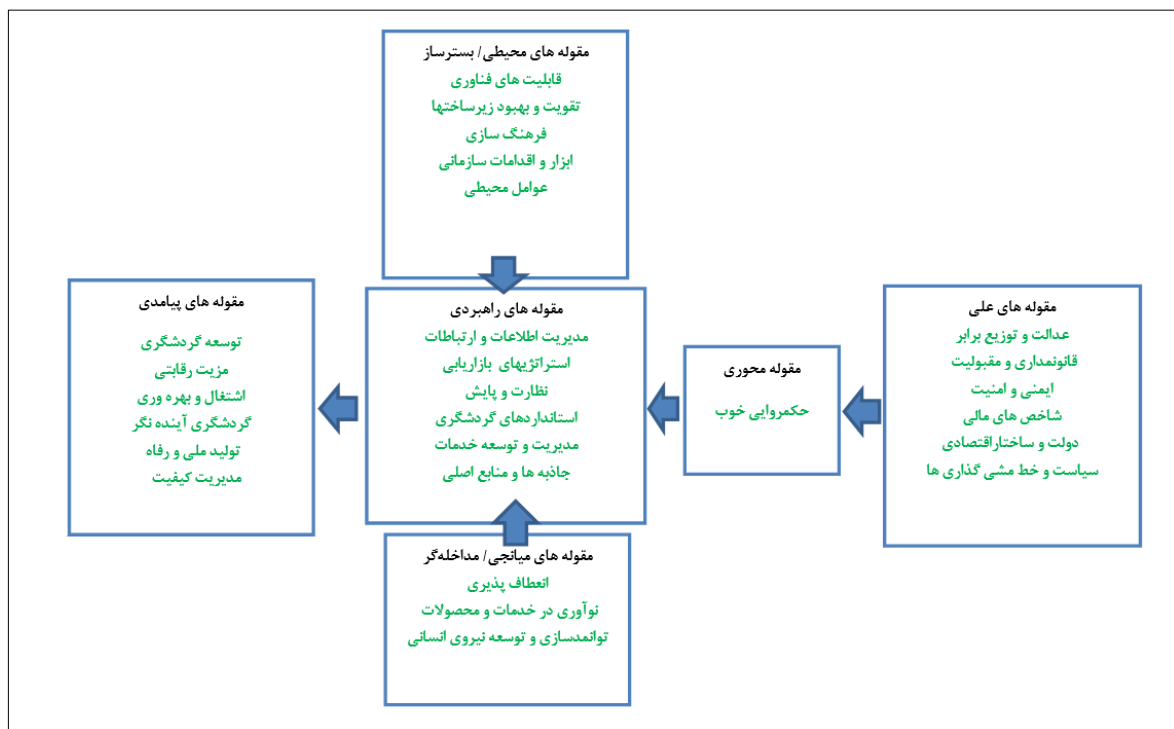 مقوله های محیطی/ بسترساز
قابلیت های فناوری
تقویت و بهبود زیرساختها
فرهنگ سازی
ابزار و اقدامات سازمانی
عوامل محیطی
مقوله های علی
عدالت و توزیع برابر
قانونمداری و مقبولیت
ایمنی و امنیت
شاخص های مالی
دولت و ساختاراقتصادی
سیاست و خط مشی گذاری ها
مقوله محوری
حکمروایی خوب
مقوله های راهبردی
مدیریت اطلاعات و ارتباطات
استراتژیهای بازاریابی
نظارت و پایش
استانداردهای گردشگری
مدیریت و توسعه خدمات
جاذبه ها و منابع اصلی
مقوله های پیامدی
توسعه گردشگری
مزیت رقابتی
اشتغال و بهره وری
گردشگری آینده نگر
تولید ملی و رفاه
مدیریت کیفیت
مقوله های میانجی/ مداخله‌گر
انعطاف پذیری
نوآوری در خدمات و محصولات
توانمدسازی و توسعه نیروی انسانی